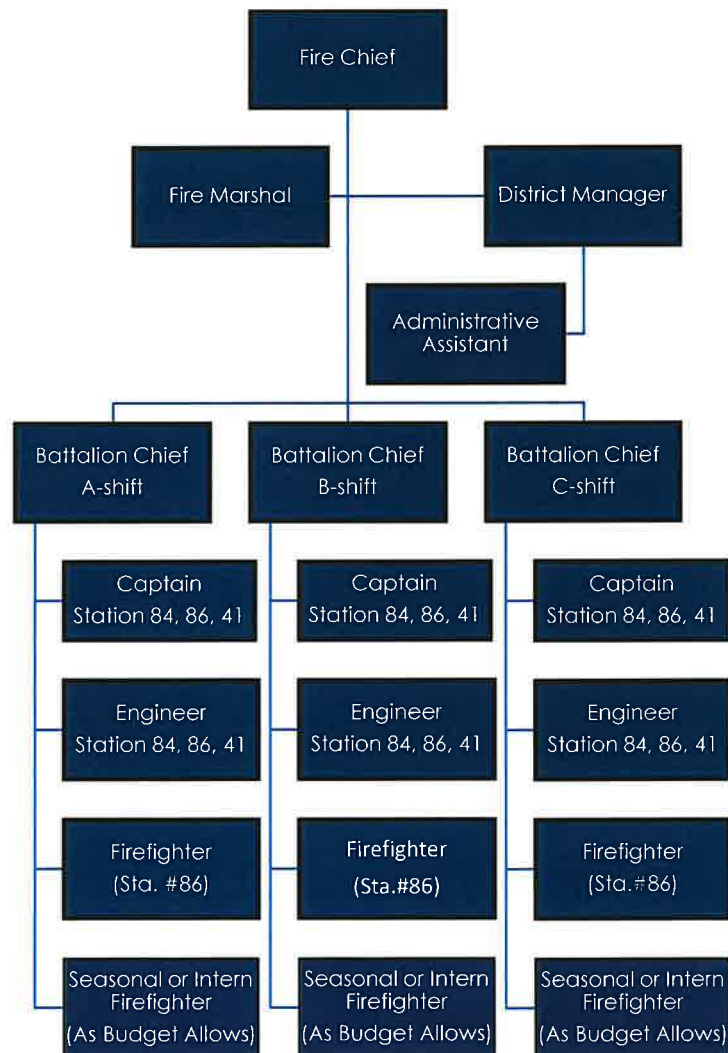 Fire Chief
Fire Marshal
District Manager
Administrative
Assistant
Battalion Chief
A-shift
Battalion Chief
B-shift
Battalion Chief
C-shift
Captain
Station 84, 86, 41
Captain
Station 84, 86, 41
Captain
Station 84, 86, 41
Engineer
Station 84, 86, 41
Engineer
Station 84, 86, 41
Engineer
Station 84, 86, 41
Firefighter
(Sta. #86)
Firefighter
(Sta.#86)
Firefighter
(Sta.#86)
Seasonal or Intern
Firefighter
(As Budget Allows)
Seasonal or Intern
Firefighter
(As Budget Allows)
Seasonal or Intern
Firefighter
(As Budget Allows)